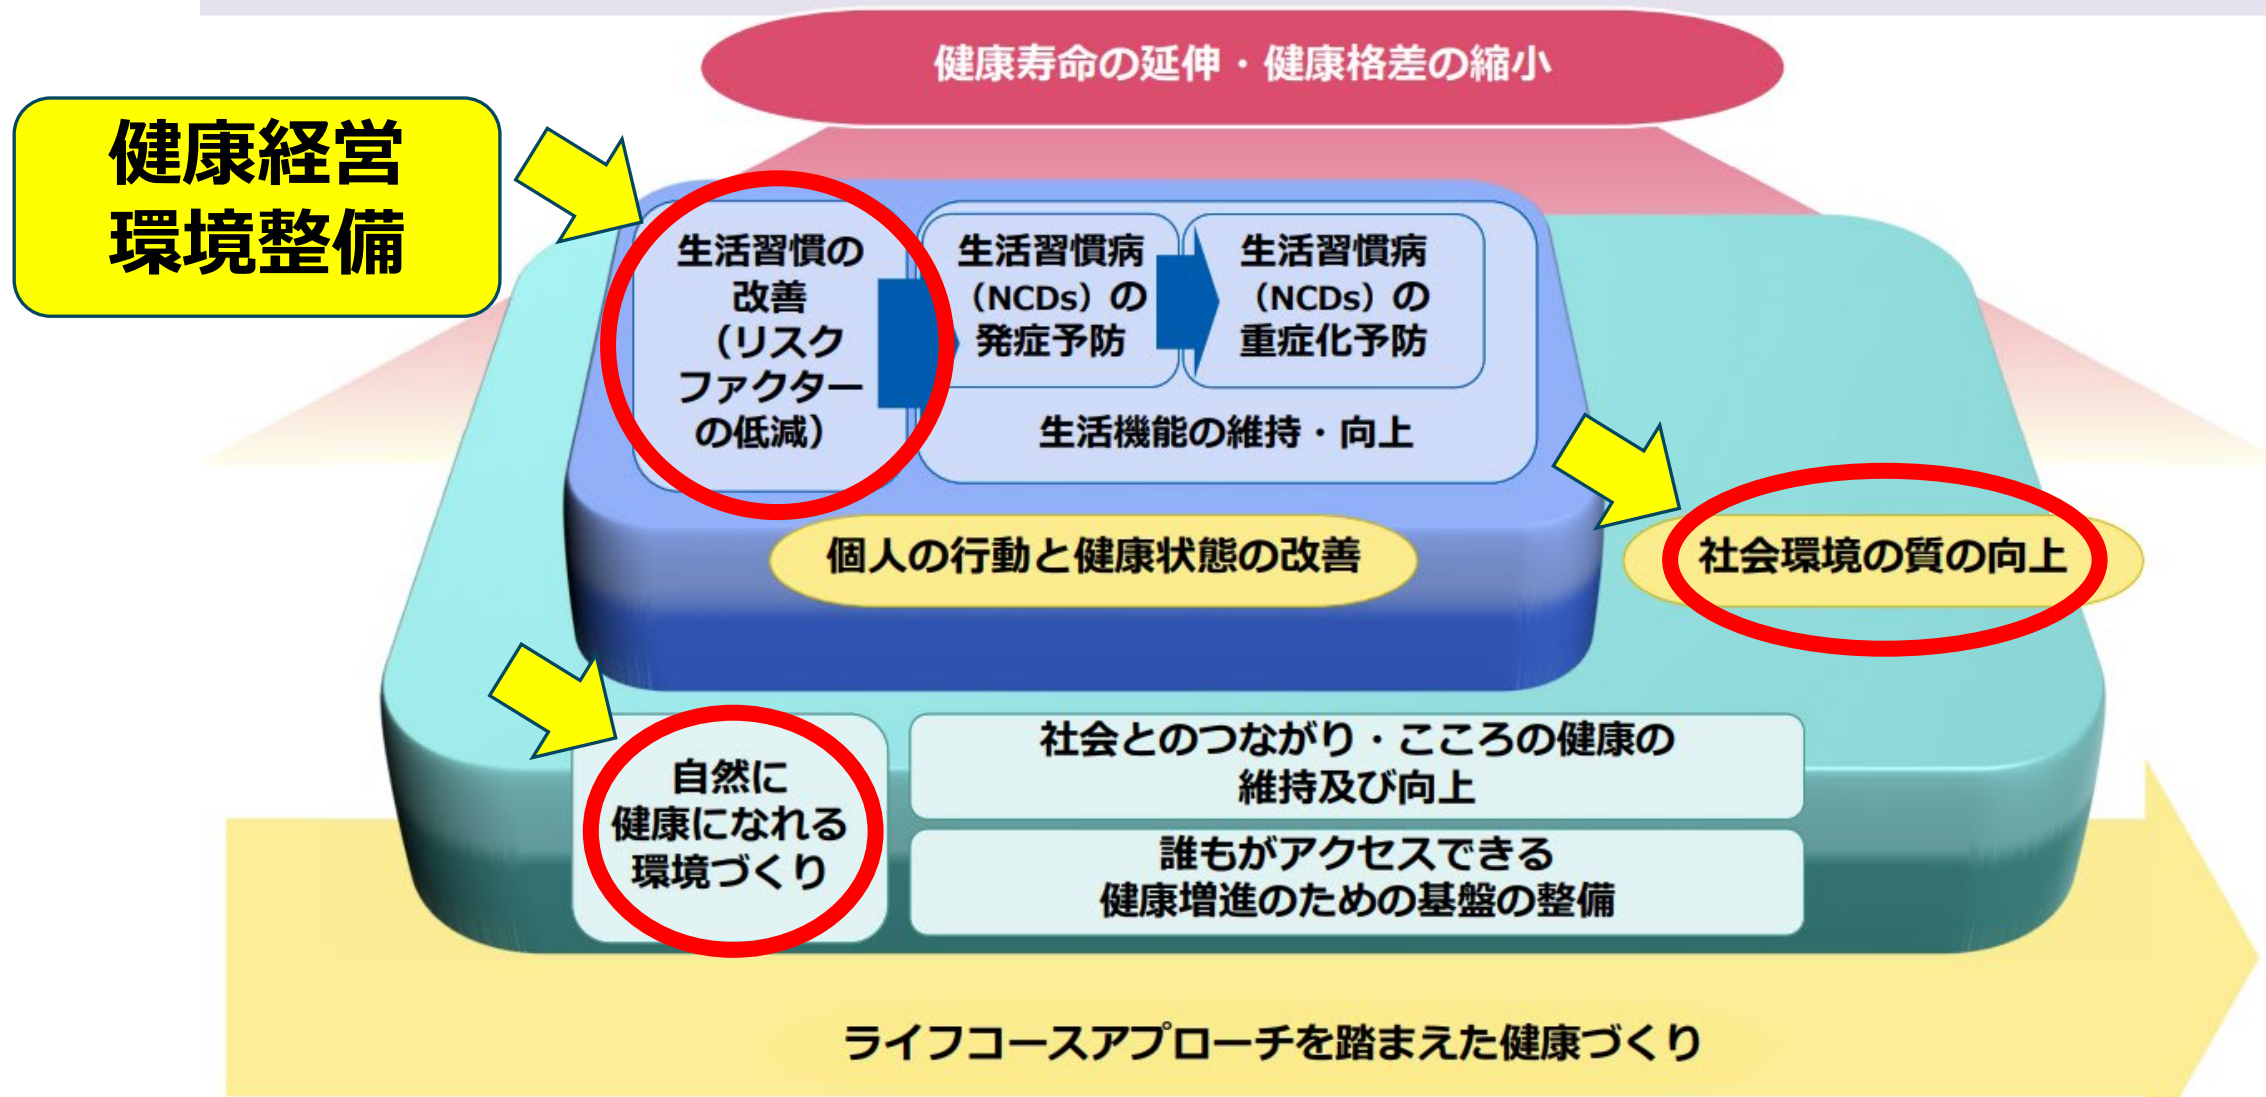 健康寿命の延伸・健康格差の縮小
健康経営
環境整備
生活習慣の
改善
（リスク
ファクター
の低減）
生活習慣病
（NCDs）の
発症予防
生活習慣病
（NCDs）の
重症化予防
生活機能の維持・向上
個人の行動と健康状態の改善
社会環境の質の向上
自然に
健康になれる
環境づくり
社会とのつながり・こころの健康の
維持及び向上
誰もがアクセスできる
健康増進のための基盤の整備
ライフコースアプローチを踏まえた健康づくり